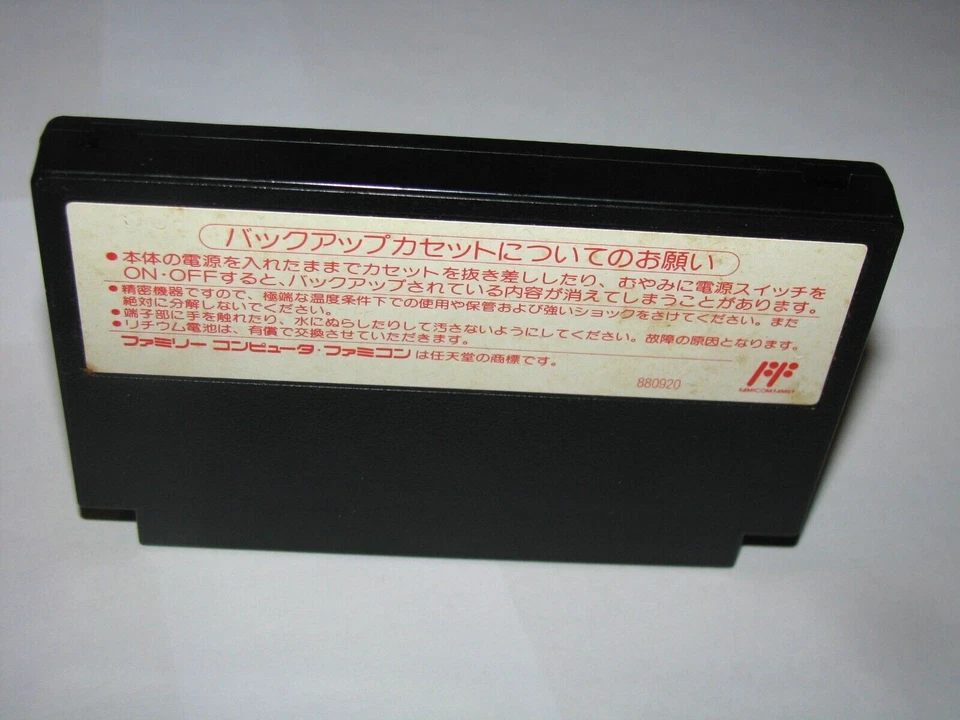 バックアップカセットについてのお願い
●本体の電源を入れたままでカセットを抜き差ししたり、むやみに電源スイッチを
ON・OFFすると、バックアップされている内容が消えてしまうことがあります。
●精密機器ですので、極端な温度条件下での使用や保管および強いショックをさけてください。また
絶対に分解しないでください。
●端子部に手を触れたり、水にぬらしたりして汚さないようにしてください。故障の原因となります。
●リチウム電池は、有償で交換させていただきます。
ファミリー コンピュータ・ファミコンは任天堂の商標です。
880920
FAMICOM FAMILY